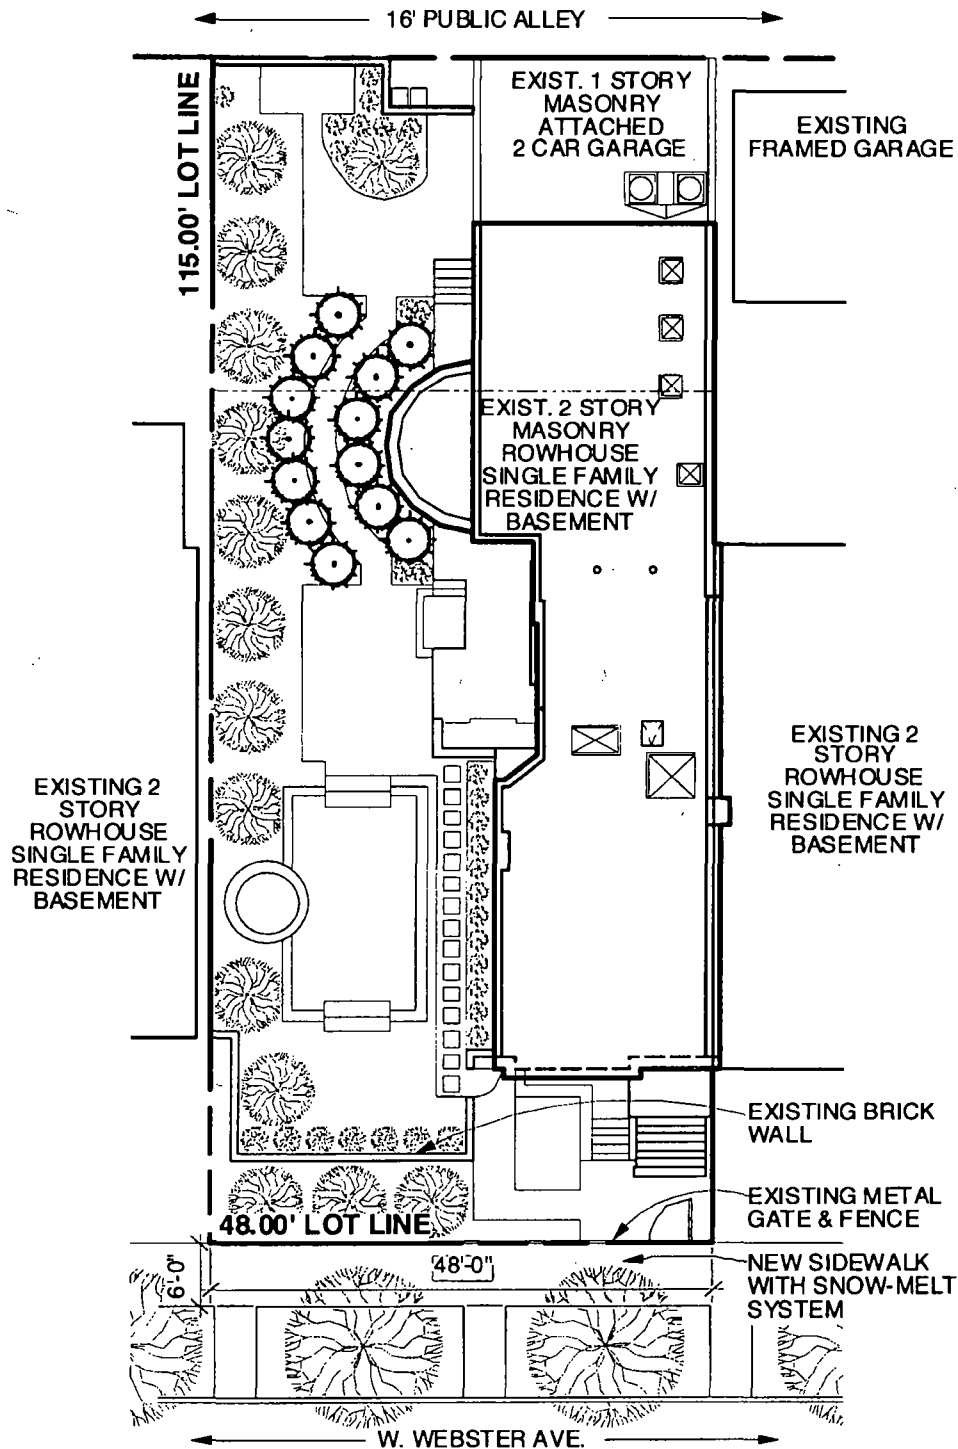 16' PUBLIC ALLEY
115.00' LOT LINE
EXIST. 1 STORY
MASONRY
ATTACHED
2 CAR GARAGE
EXISTING
FRAMED GARAGE
EXIST. 2 STORY
MASONRY
ROWHOUSE
SINGLE FAMILY
RESIDENCE W/
BASEMENT
EXISTING 2
STORY
ROWHOUSE
SINGLE FAMILY
RESIDENCE W/
BASEMENT
EXISTING 2
STORY
ROWHOUSE
SINGLE FAMILY
RESIDENCE W/
BASEMENT
EXISTING BRICK
WALL
EXISTING METAL
GATE & FENCE
48.00' LOT LINE
6'-0"
48'-0"
NEW SIDEWALK
WITH SNOW-MELT
SYSTEM
W. WEBSTER AVE.